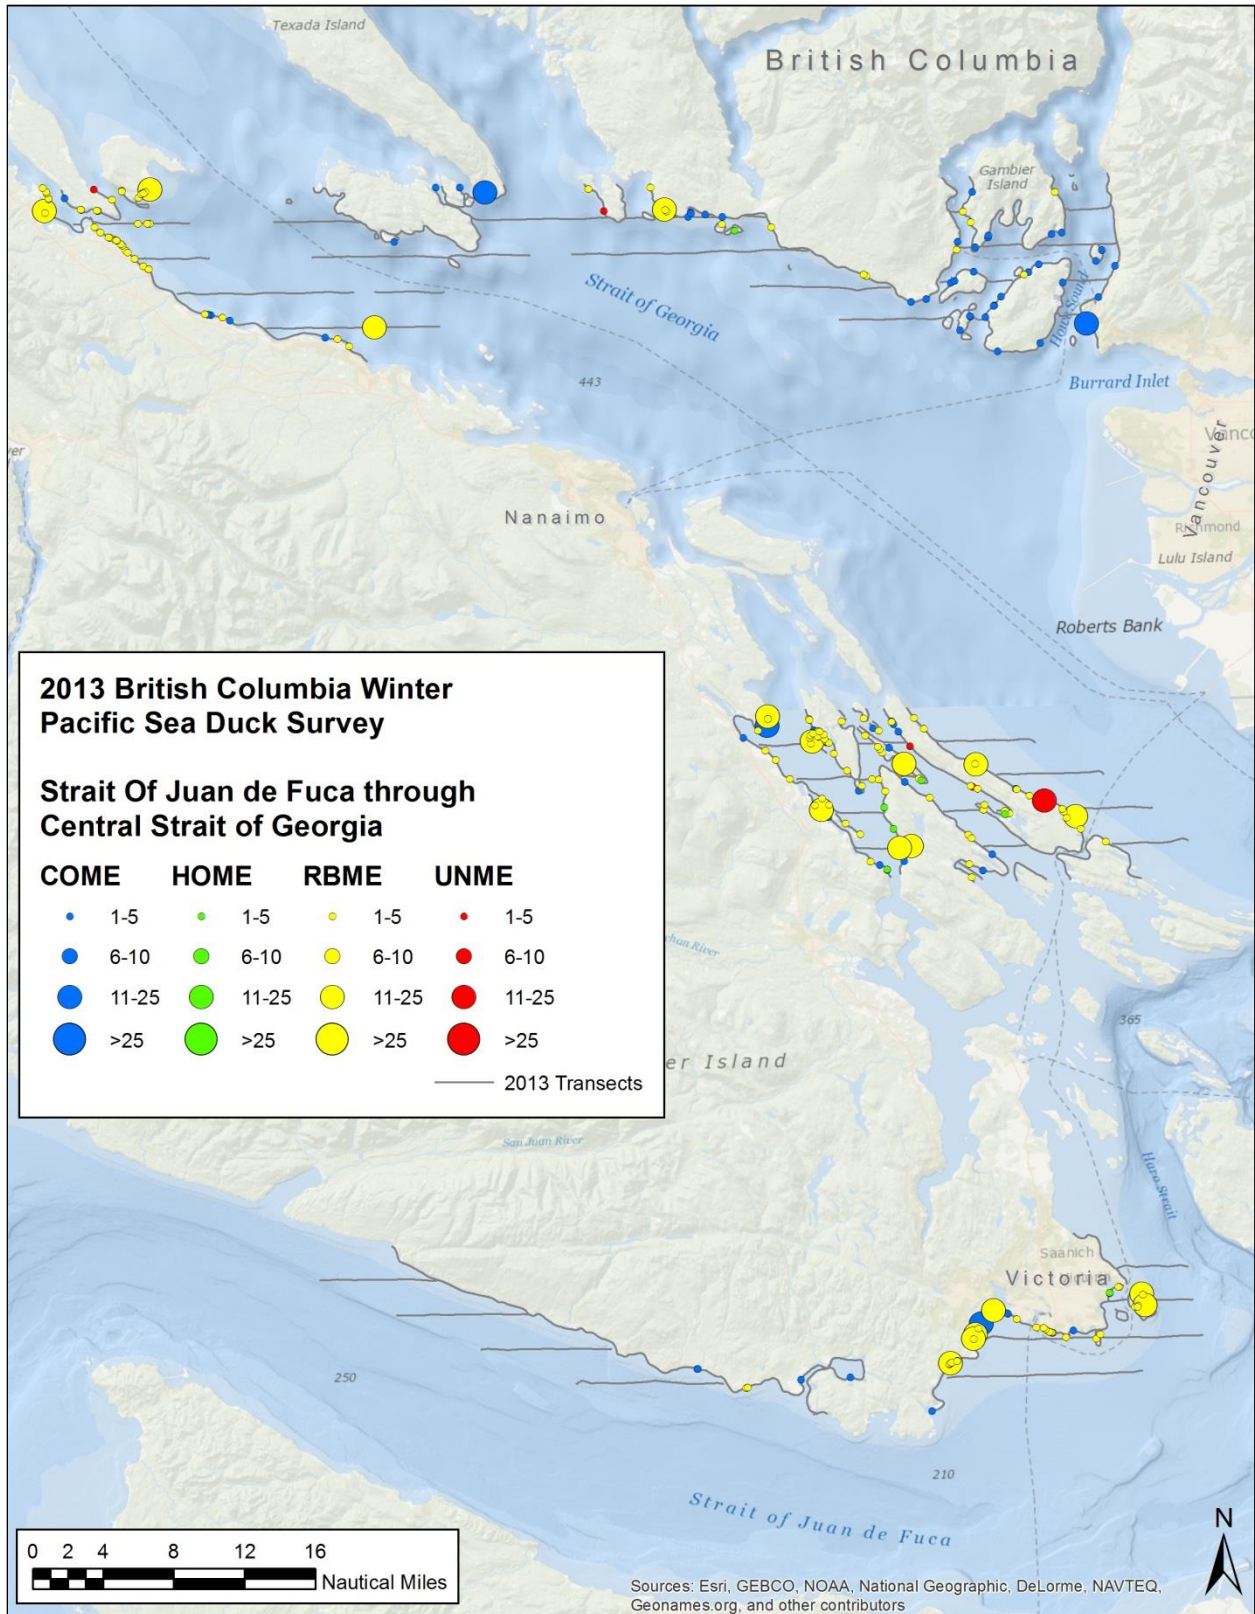 Texada Island
British Columbia
Gambier
Island
Strait of Georgia
Howe Sound
443
Burrard Inlet
Vanco
Vancouver
ver
Nanaimo
Richmond
Lulu Island
Roberts Bank
2013 British Columbia Winter
Pacific Sea Duck Survey
Strait Of Juan de Fuca through
Central Strait of Georgia
COME HOME RBME UNME
1-5 1-5 1-5 1-5
6-10 6-10 6-10 6-10
11-25 11-25 11-25 11-25
>25 >25 >25 >25
2013 Transects
chan River
365
er Island
San Juan River
Haro Strait
Saanich
Victoria
250
210
Strait of Juan de Fuca
N
0 2 4 8 12 16
Nautical Miles
Sources: Esri, GEBCO, NOAA, National Geographic, DeLorme, NAVTEQ,
Geonames.org, and other contributors